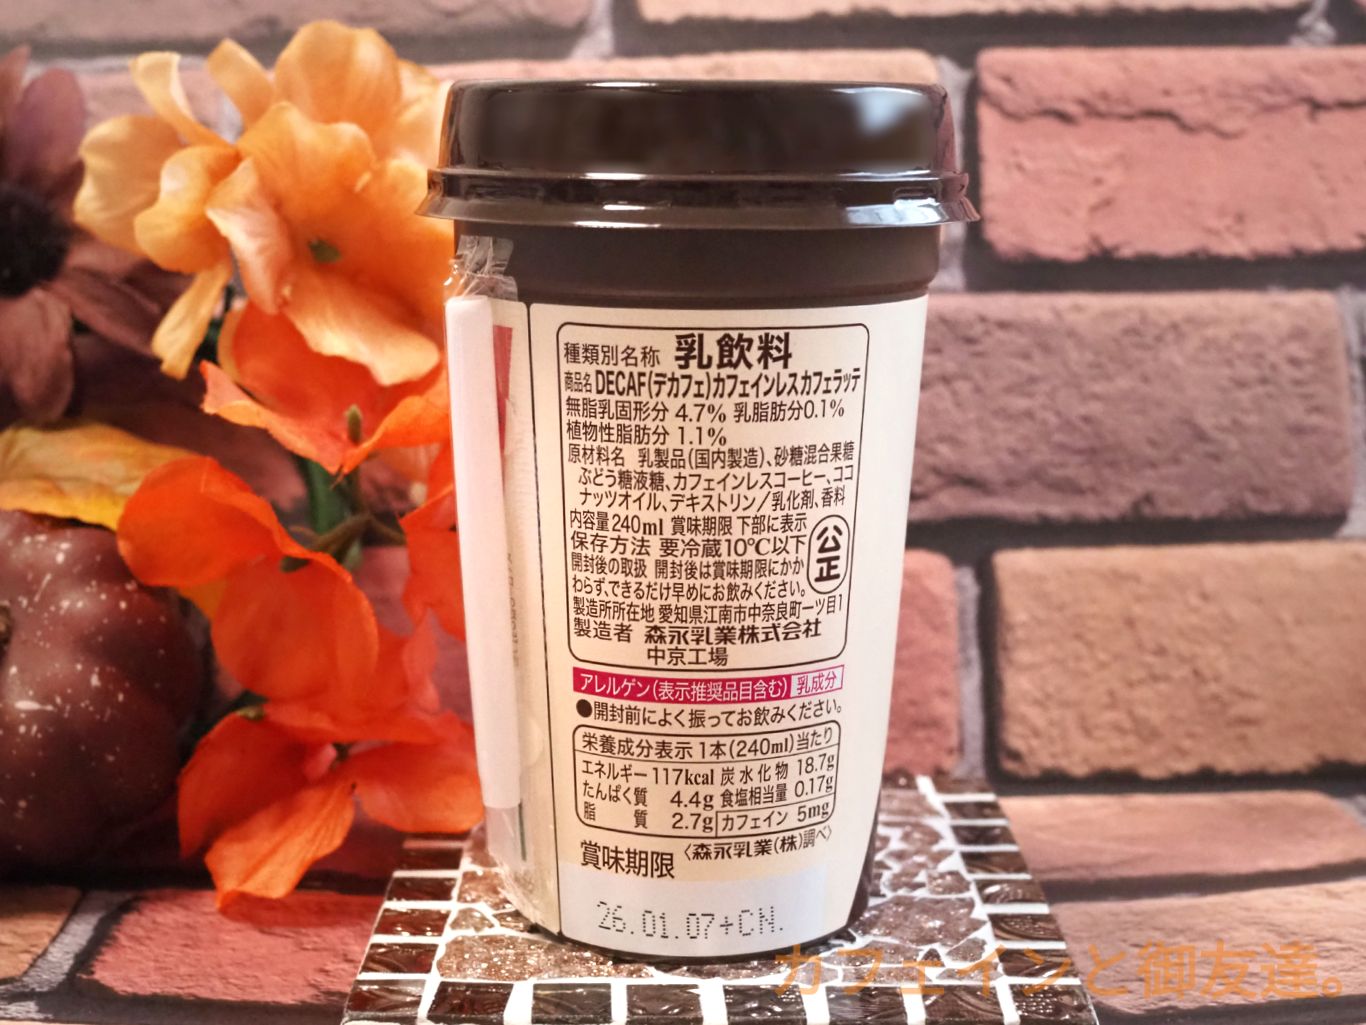 種類別名称 乳飲料
商品名 DECAF(デカフェ)カフェインレスカフェラッテ
無脂乳固形分 4.7% 乳脂肪分0.1%
植物性脂肪分 1.1%
原材料名 乳製品(国内製造)、砂糖混合果糖
ぶどう糖液糖、カフェインレスコーヒー、ココ
ナッツオイル、デキストリン/乳化剤、香料
内容量240ml 賞味期限 下部に表示
保存方法 要冷蔵10℃以下
開封後の取扱 開封後は賞味期限にかか
わらず、できるだけ早めにお飲みください。
公正
製造所所在地 愛知県江南市中奈良町一ツ目1
製造者 森永乳業株式会社
中京工場
アレルゲン(表示推奨品目含む) 乳成分
●開封前によく振ってお飲みください。
栄養成分表示 1本(240ml)当たり
エネルギー 117kcal 炭水化物 18.7g
たんぱく質 4.4g 食塩相当量 0.17g
脂質 2.7g カフェイン 5mg
〈森永乳業(株)調べ〉
賞味期限
26.01.07+CN.
カフェインと御友達。